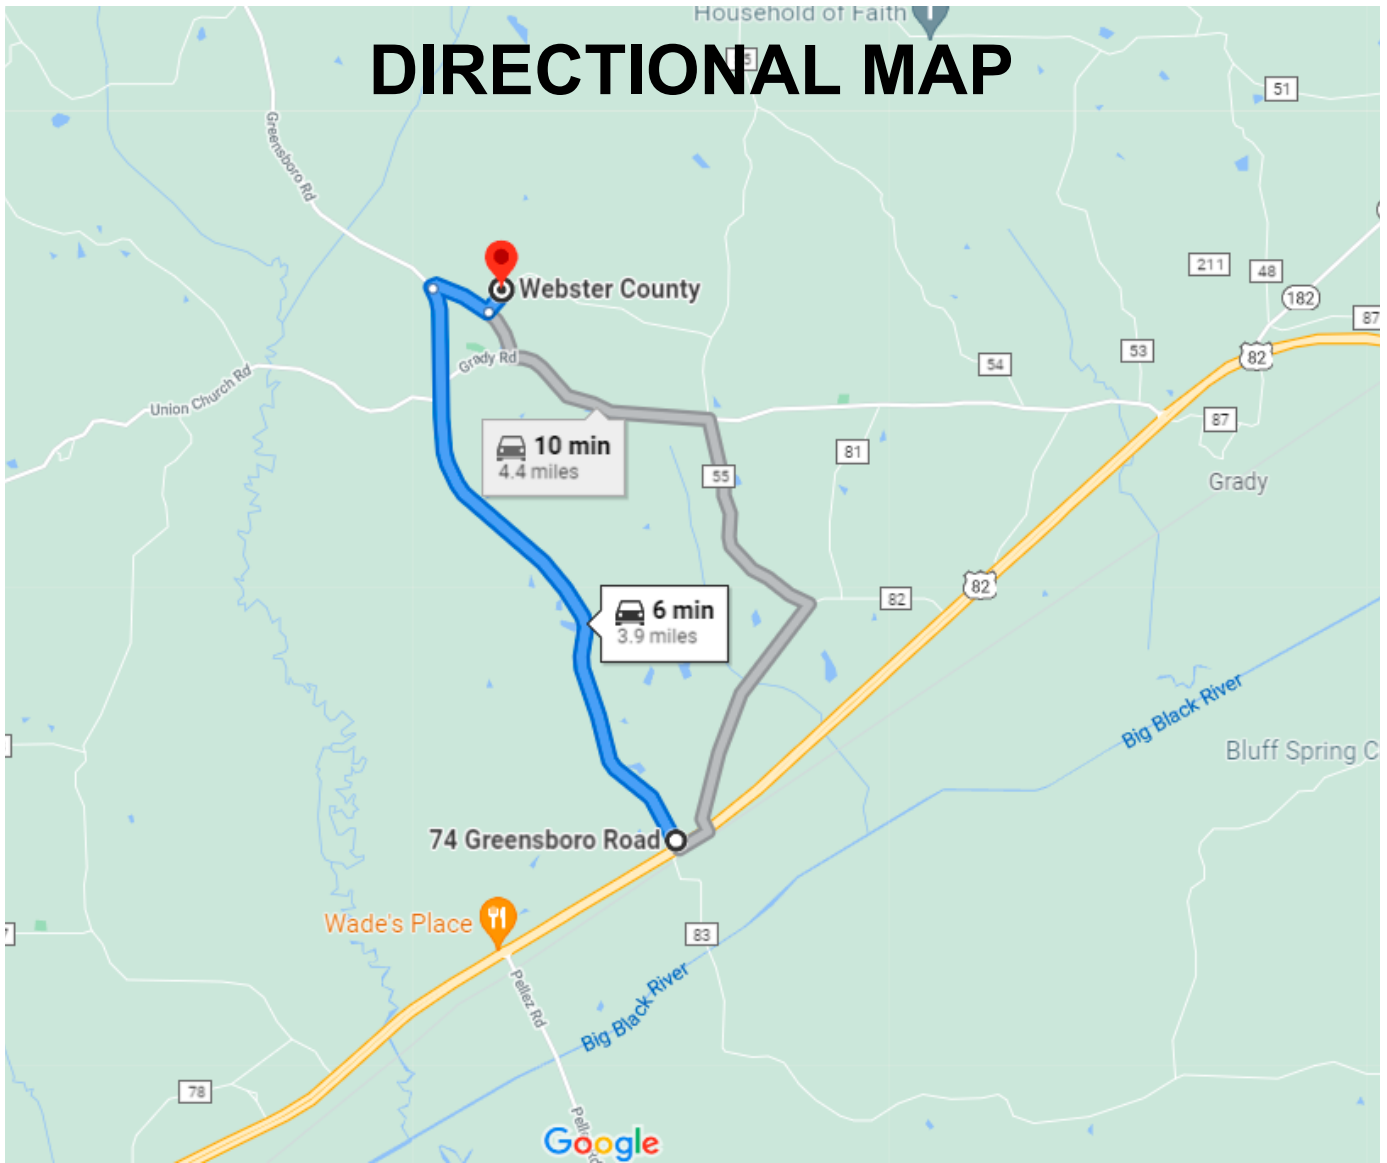 Household of Faith
DIRECTIONAL MAP
51
Greensboro Rd
211
48
182
Webster County
87
53
82
Grady Rd
54
Union Church Rd
87
10 min
4.4 miles
81
55
Grady
82
82
6 min
3.9 miles
Big Black River
Bluff Spring C
74 Greensboro Road
Wade's Place
83
Big Black River
Pellez Rd
78
Google